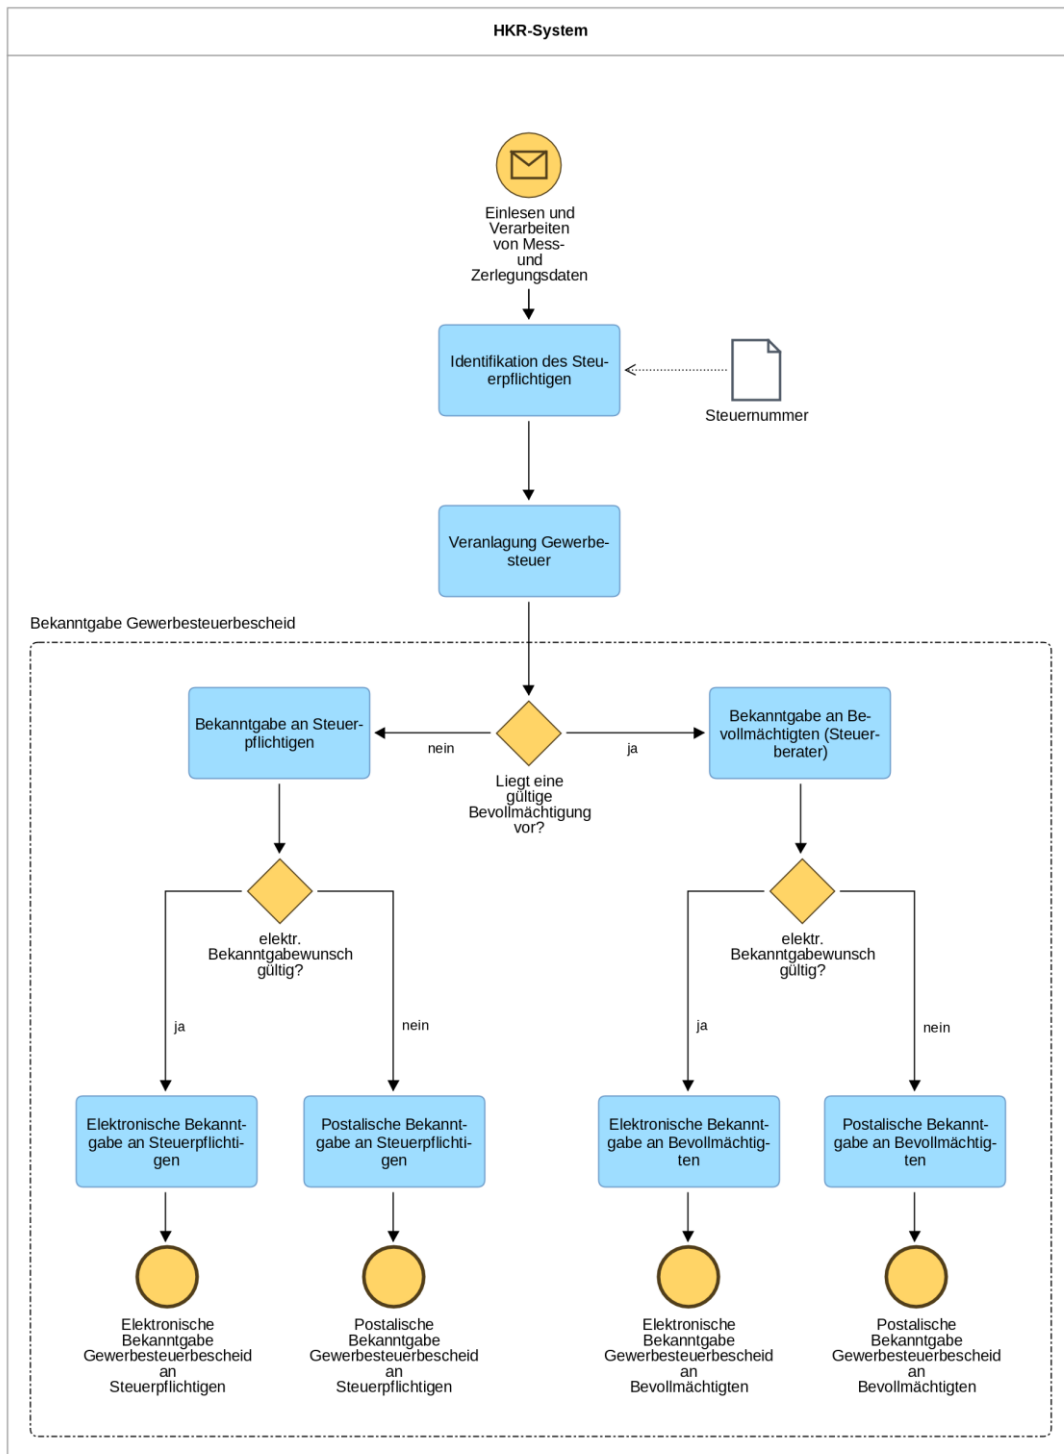 HKR-System
Einlesen und
Verarbeiten
von Mess-
und
Zerlegungsdaten
Identifikation des Steu-
erpflichtigen
Steuernummer
Veranlagung Gewerbe-
steuer
Bekanntgabe Gewerbesteuerbescheid
Bekanntgabe an Steuer-
pflichtigen
nein
ja
Bekanntgabe an Be-
vollmächtigten (Steuer-
berater)
Liegt eine
gültige
Bevollmächtigung
vor?
elektr.
Bekanntgabewunsch
gültig?
elektr.
Bekanntgabewunsch
gültig?
ja
nein
ja
nein
Elektronische Bekannt-
gabe an Steuerpflichti-
gen
Postalische Bekannt-
gabe an Steuerpflichti-
gen
Elektronische Bekannt-
gabe an Bevollmächtig-
ten
Postalische Bekannt-
gabe an Bevollmächtig-
ten
Elektronische
Bekanntgabe
Gewerbesteuerbescheid
an
Steuerpflichtigen
Postalische
Bekanntgabe
Gewerbesteuerbescheid
an
Steuerpflichtigen
Elektronische
Bekanntgabe
Gewerbesteuerbescheid
an
Bevollmächtigten
Postalische
Bekanntgabe
Gewerbesteuerbescheid
an
Bevollmächtigten